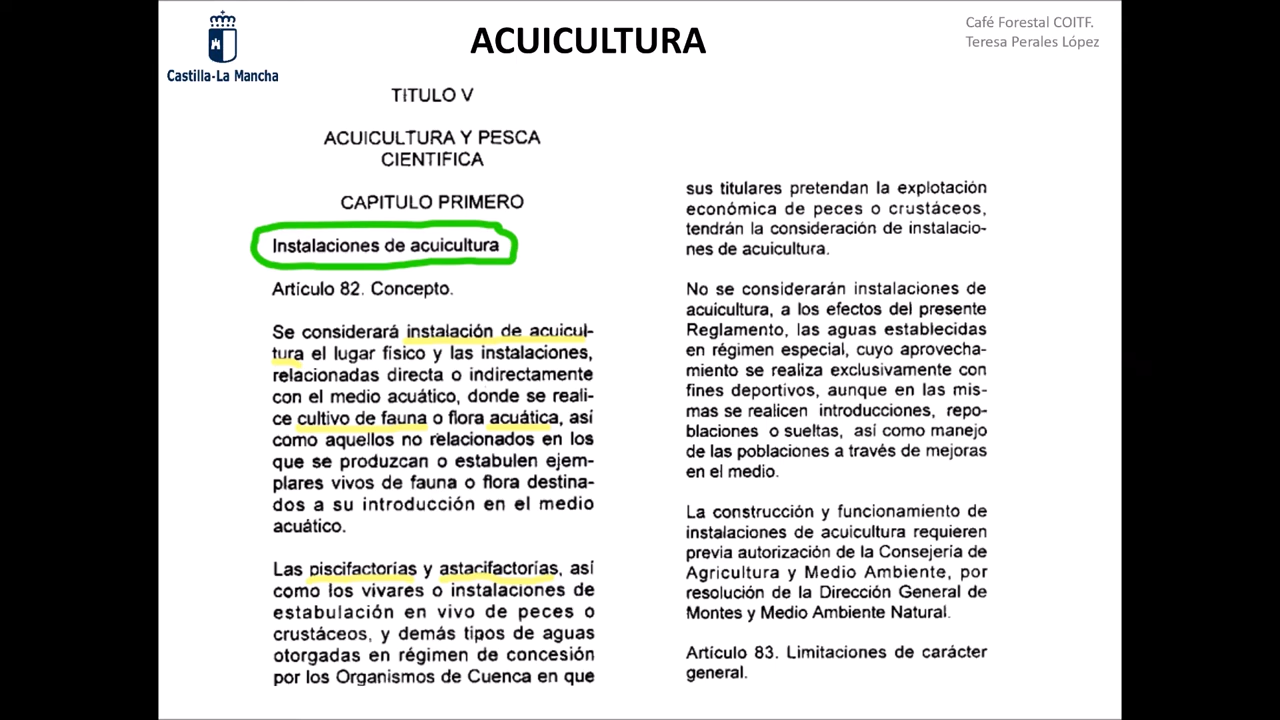 Castilla-La Mancha
ACUICULTURA
Café Forestal COITF.
Teresa Perales López
TITULO V
ACUICULTURA Y PESCA
CIENTIFICA
CAPITULO PRIMERO
Instalaciones de acuicultura
Artículo 82. Concepto.
Se considerará instalación de acuicul-
tura el lugar físico y las instalaciones,
relacionadas directa o indirectamente
con el medio acuático, donde se reali-
ce cultivo de fauna o flora acuática, así
como aquellos no relacionados en los
que se produzcan o estabulen ejem-
plares vivos de fauna o flora destina-
dos a su introducción en el medio
acuático.
Las piscifactorías y astacifactorías, así
como los vivares o instalaciones de
estabulación en vivo de peces o
crustáceos, y demás tipos de aguas
otorgadas en régimen de concesión
por los Organismos de Cuenca en que
sus titulares pretendan la explotación
económica de peces o crustáceos,
tendrán la consideración de instalacio-
nes de acuicultura.
No se considerarán instalaciones de
acuicultura, a los efectos del presente
Reglamento, las aguas establecidas
en régimen especial, cuyo aprovecha-
miento se realiza exclusivamente con
fines deportivos, aunque en las mis-
mas se realicen introducciones, repo-
blaciones o sueltas, así como manejo
de las poblaciones a través de mejoras
en el medio.
La construcción y funcionamiento de
instalaciones de acuicultura requieren
previa autorización de la Consejería de
Agricultura y Medio Ambiente, por
resolución de la Dirección General de
Montes y Medio Ambiente Natural.
Artículo 83. Limitaciones de carácter
general.